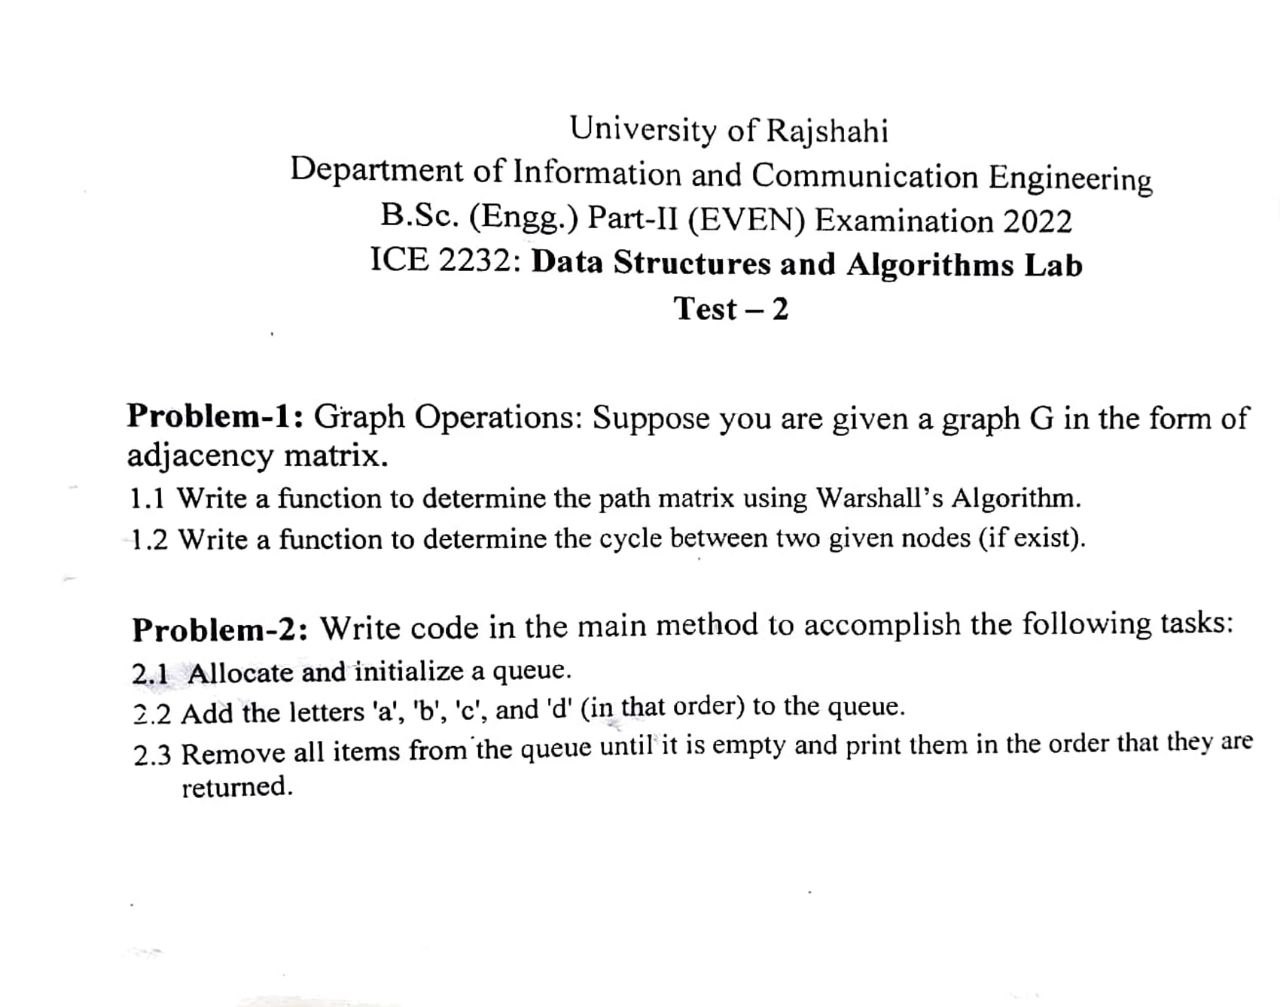 University of Rajshahi
Department of Information and Communication Engineering
B.Sc. (Engg.) Part-II (EVEN) Examination 2022
ICE 2232: Data Structures and Algorithms Lab
Test – 2
Problem-1: Graph Operations: Suppose you are given a graph G in the form of
adjacency matrix.
1.1 Write a function to determine the path matrix using Warshall's Algorithm.
1.2 Write a function to determine the cycle between two given nodes (if exist).
Problem-2: Write code in the main method to accomplish the following tasks:
2.1 Allocate and initialize a queue.
2.2 Add the letters 'a', 'b', 'c', and 'd' (in that order) to the queue.
2.3 Remove all items from the queue until it is empty and print them in the order that they are
returned.